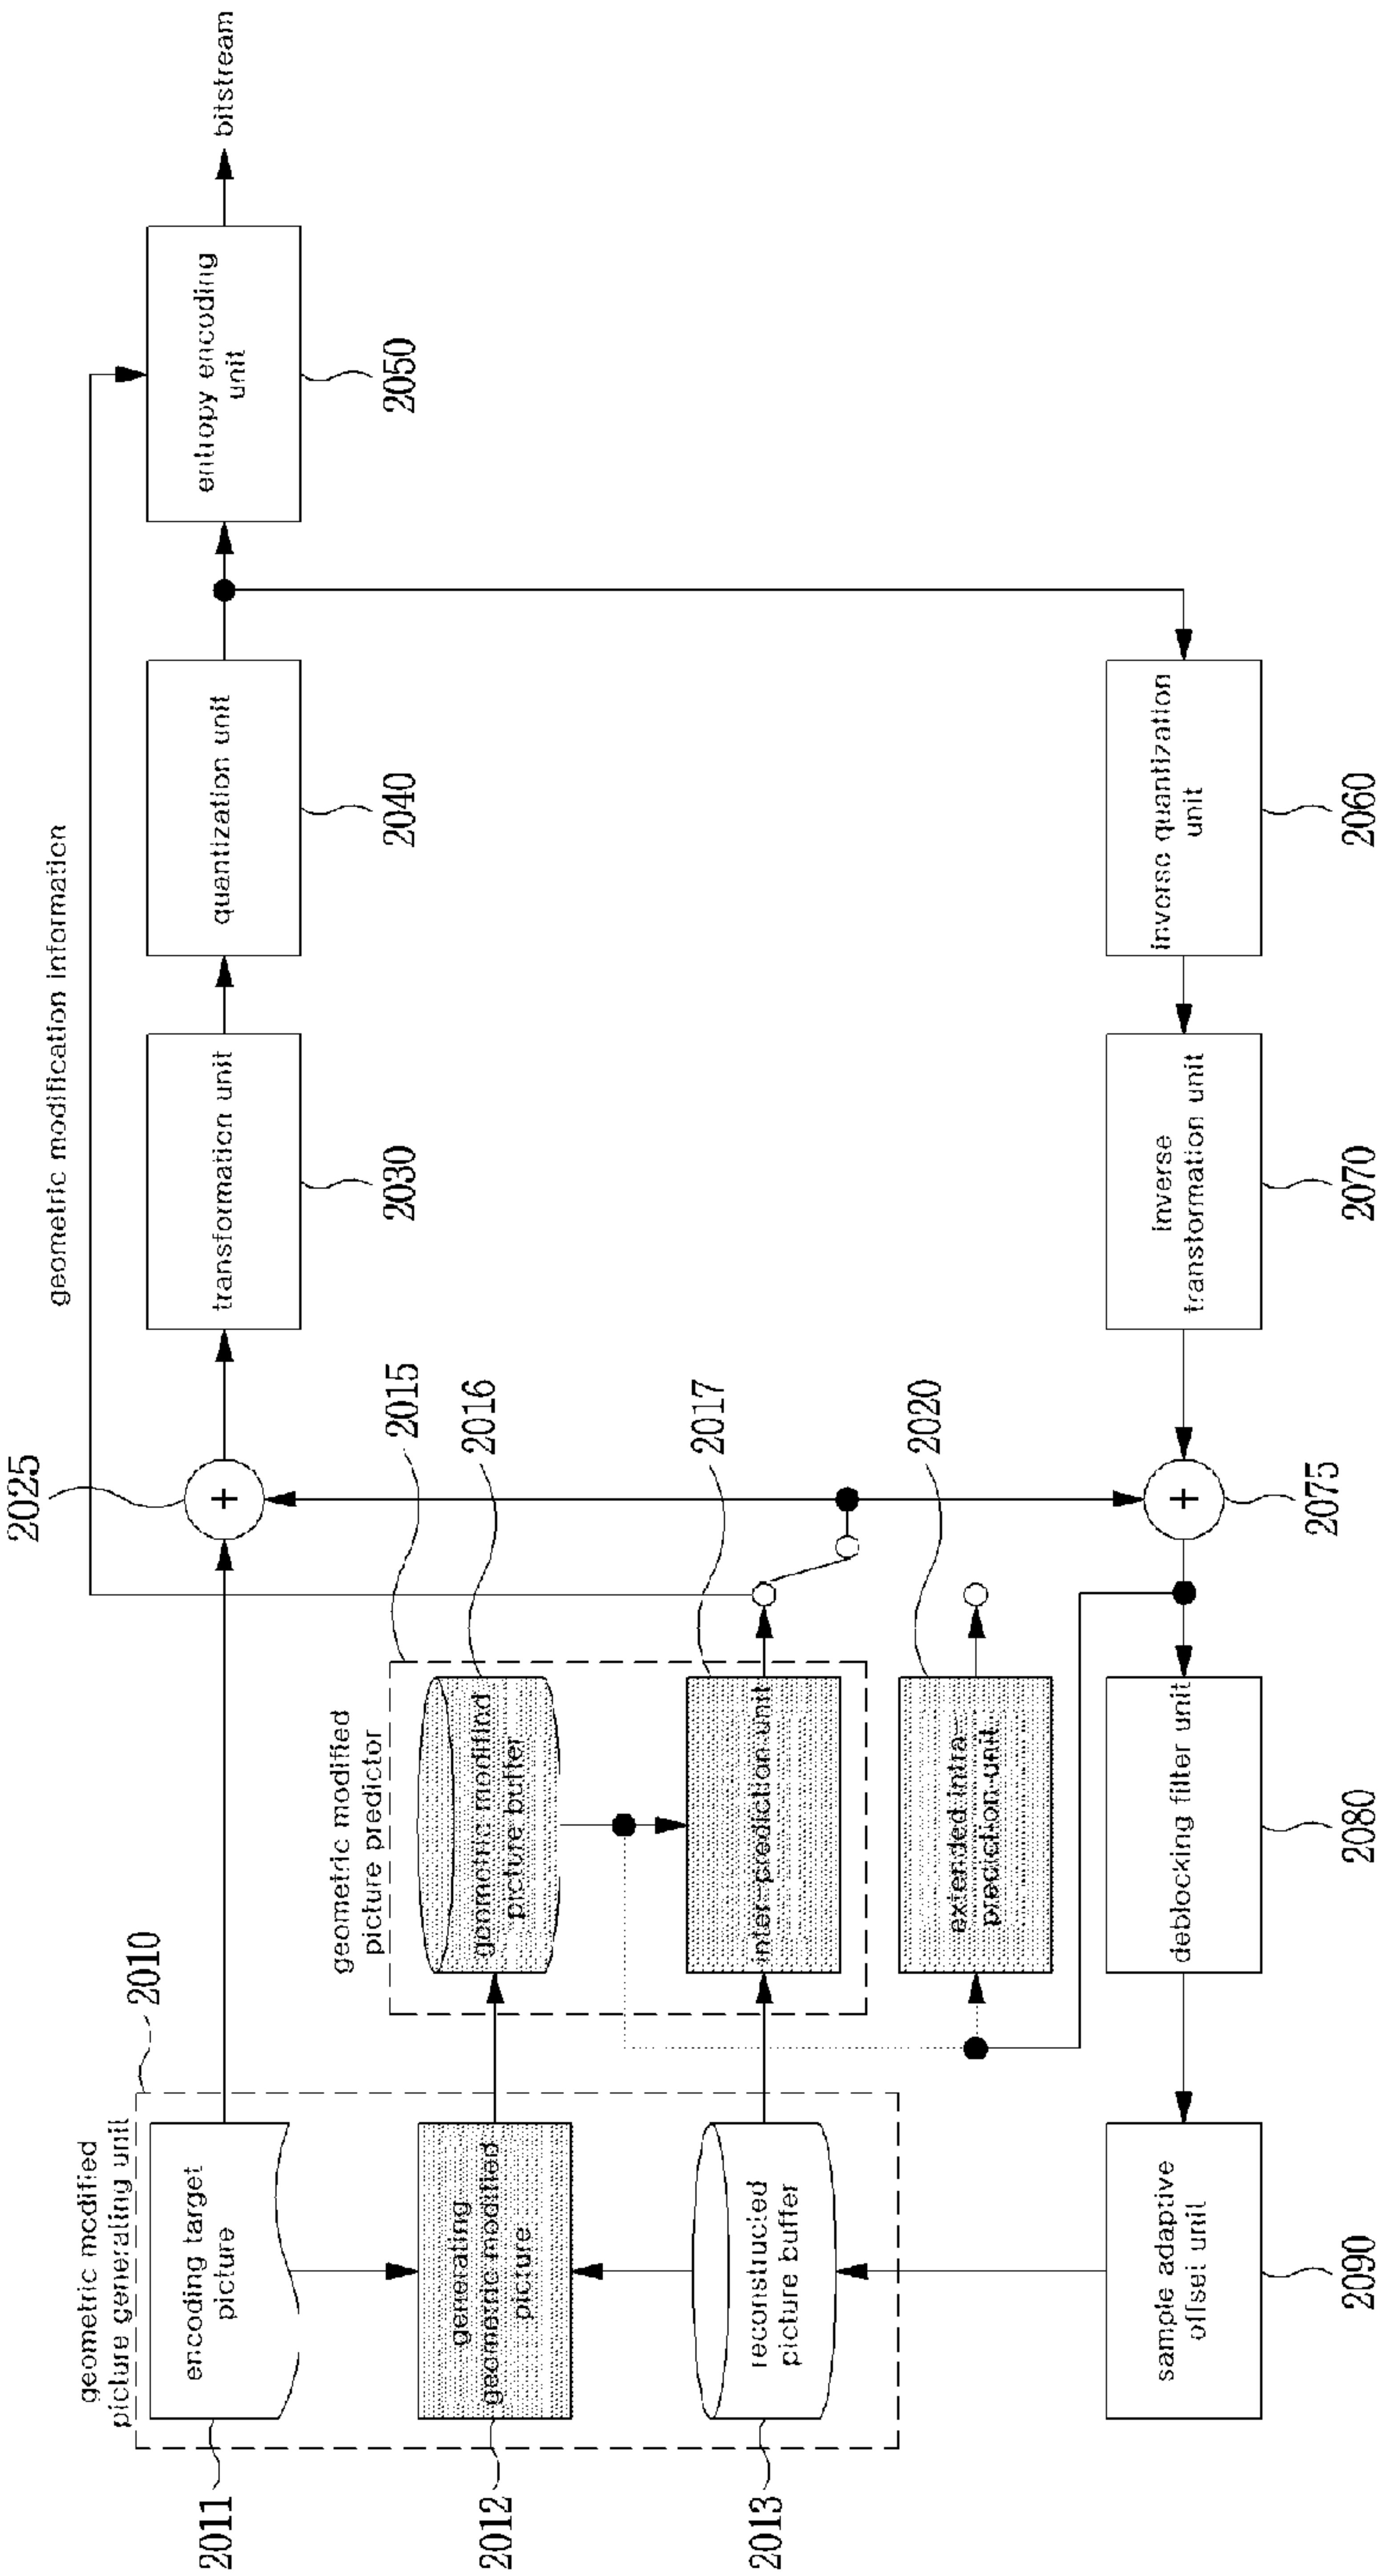 geometric modified
picture generating unit
2010
encoding target
picture
2011
generating
geometric modified
picture
2012
reconstructed
picture buffer
2013
geometric modified
picture predictor
2015
geometric modified
picture buffer
2016
inter-prediction unit
2017
extended intra-
prediction unit
2020
2025
geometric modification information
transformation unit
2030
quantization unit
2040
entropy encoding
unit
2050
bitstream
inverse quantization
unit
2060
inverse
transformation unit
2070
2075
deblocking filter unit
2080
sample adaptive
offset unit
2090